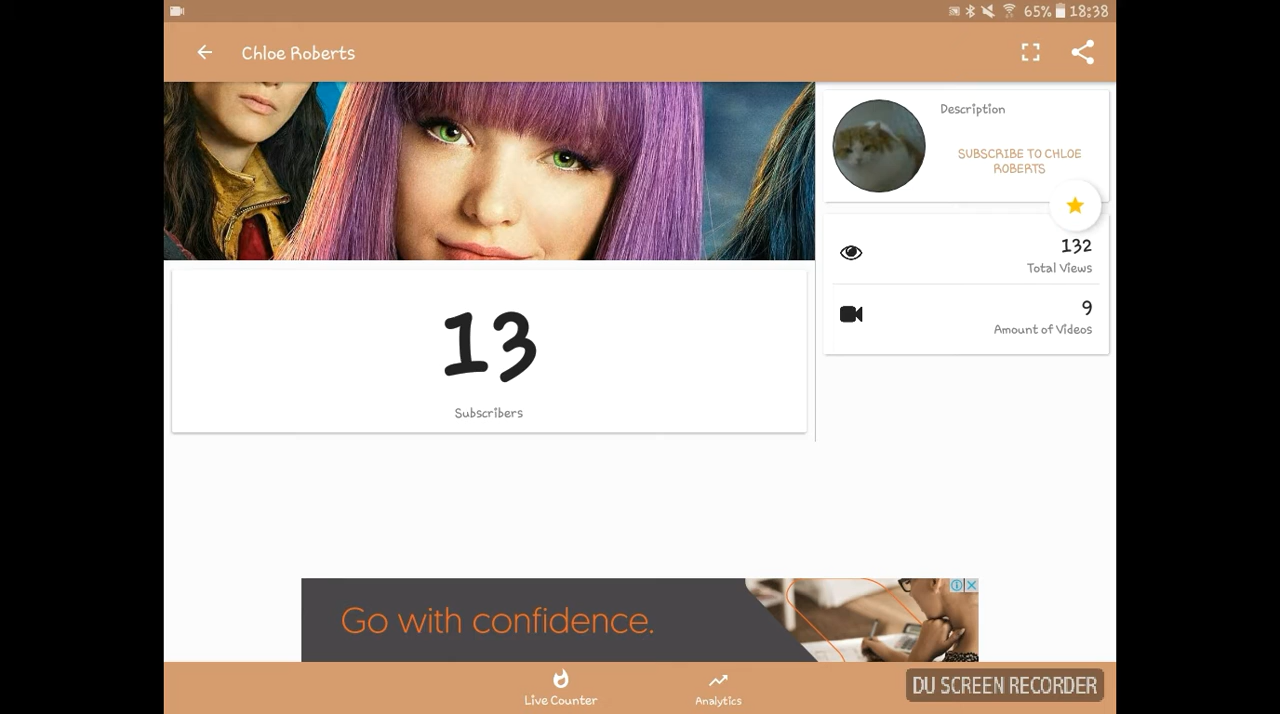 65% 18:38
Chloe Roberts
Description
SUBSCRIBE TO CHLOE
ROBERTS
132
Total Views
9
Amount of Videos
13
Subscribers
Go with confidence.
Live Counter
Analytics
DU SCREEN RECORDER